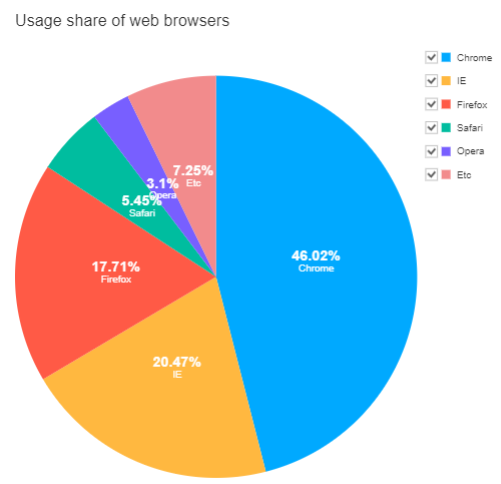 Usage share of web browsers
Chrome
IE
Firefox
Safari
Opera
Etc
7.25%
Etc
3.1%
Opera
5.45%
Safari
46.02%
Chrome
17.71%
Firefox
20.47%
IE